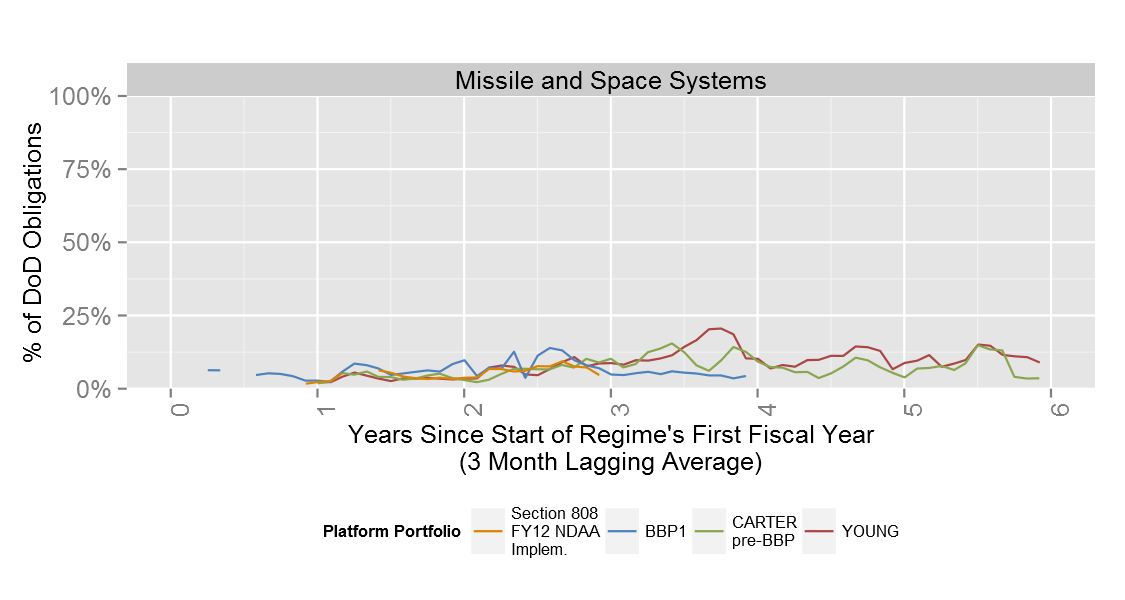 Missile and Space Systems
100%
75%
50%
25%
0%
% of DoD Obligations
0
1
2
3
4
5
6
Years Since Start of Regime's First Fiscal Year
(3 Month Lagging Average)
Platform Portfolio
Section 808
FY12 NDAA
Implem.
BBP1
CARTER
pre-BBP
YOUNG